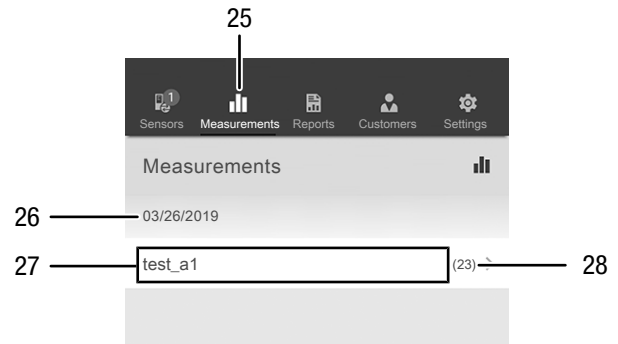 25
1
Sensors Measurements Reports Customers Settings
Measurements
26 03/26/2019
27 test_a1 (23) 28